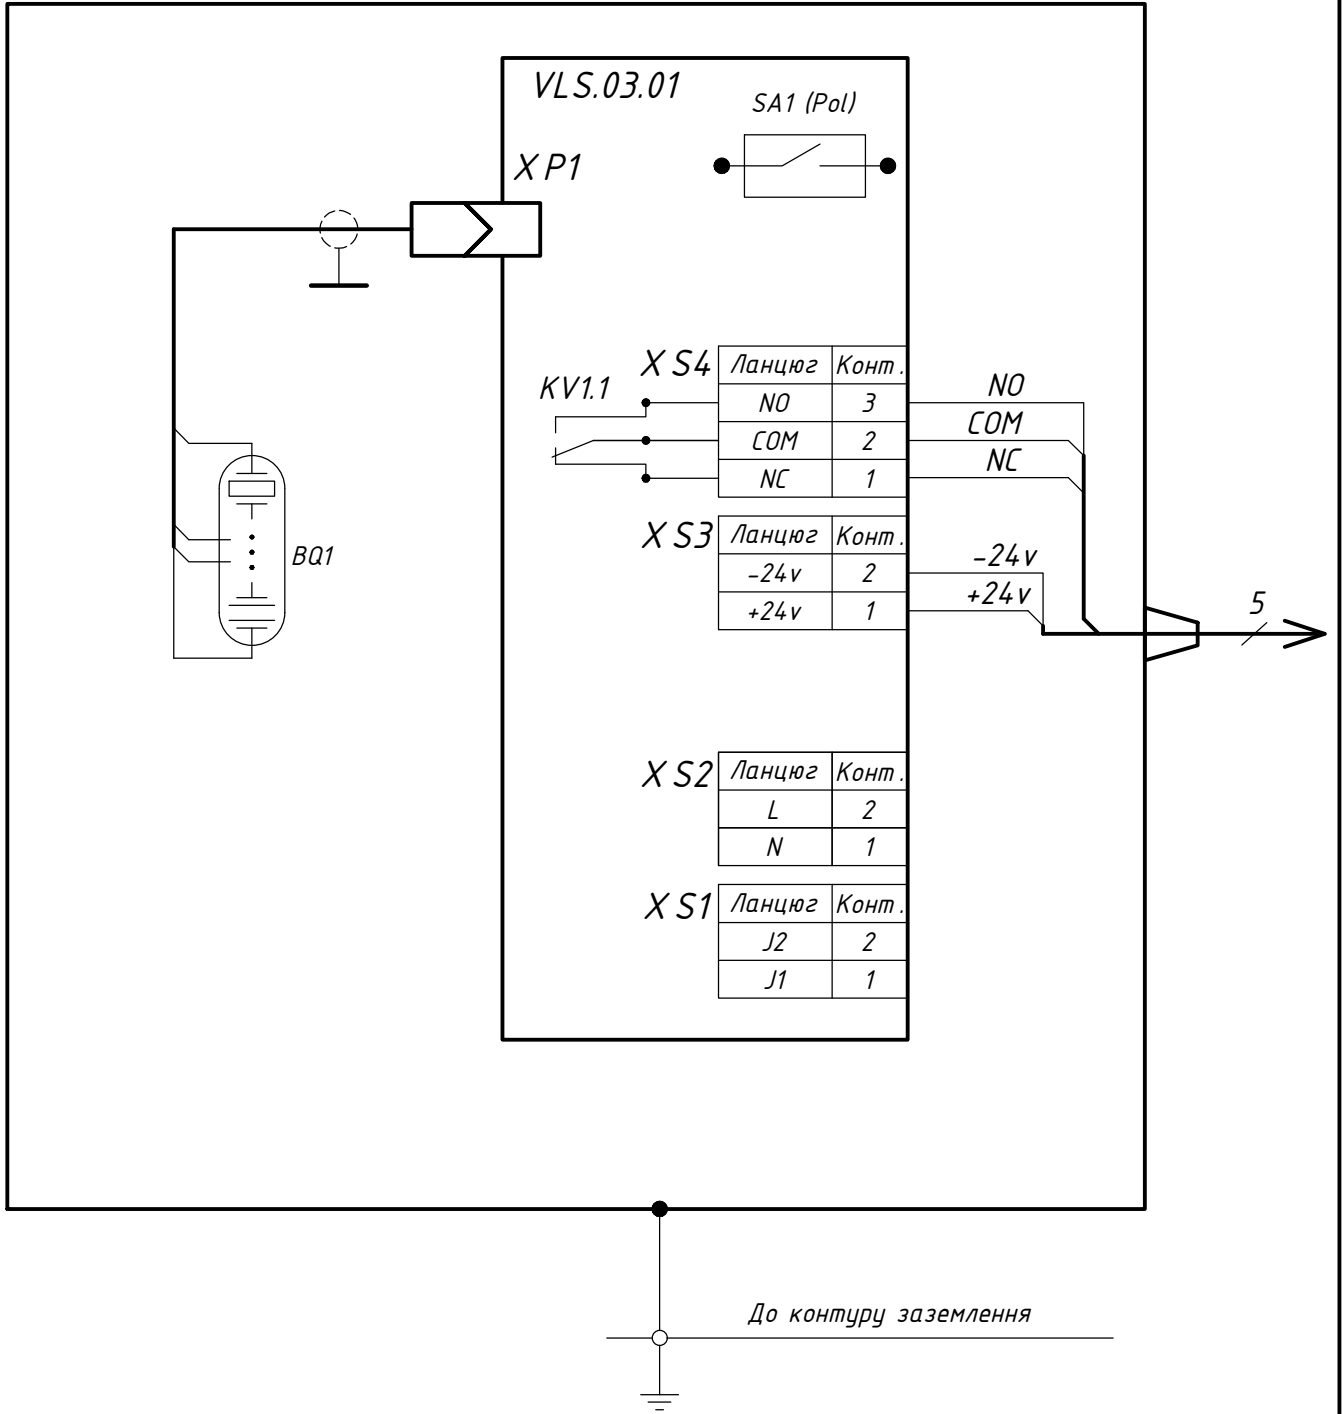 VLS.03.01
SA1 (Pol)
XP1
XS4 Ланцюг Конт.
KV1.1
NO 3 NO
COM 2 COM
NC 1 NC
XS3 Ланцюг Конт.
-24v 2 -24v
+24v 1 +24v
BQ1
5
XS2 Ланцюг Конт.
L 2
N 1
XS1 Ланцюг Конт.
J2 2
J1 1
До контуру заземлення